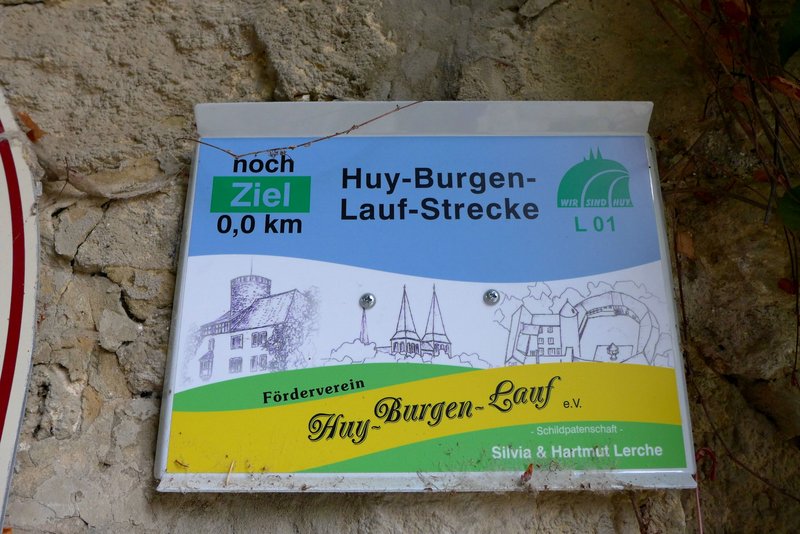 noch
Ziel
0,0 km
Huy-Burgen-
Lauf-Strecke
WIR SIND HUY
L 01
Förderverein
Huy-Burgen-Lauf e.V.
- Schildpatenschaft -
Silvia & Hartmut Lerche